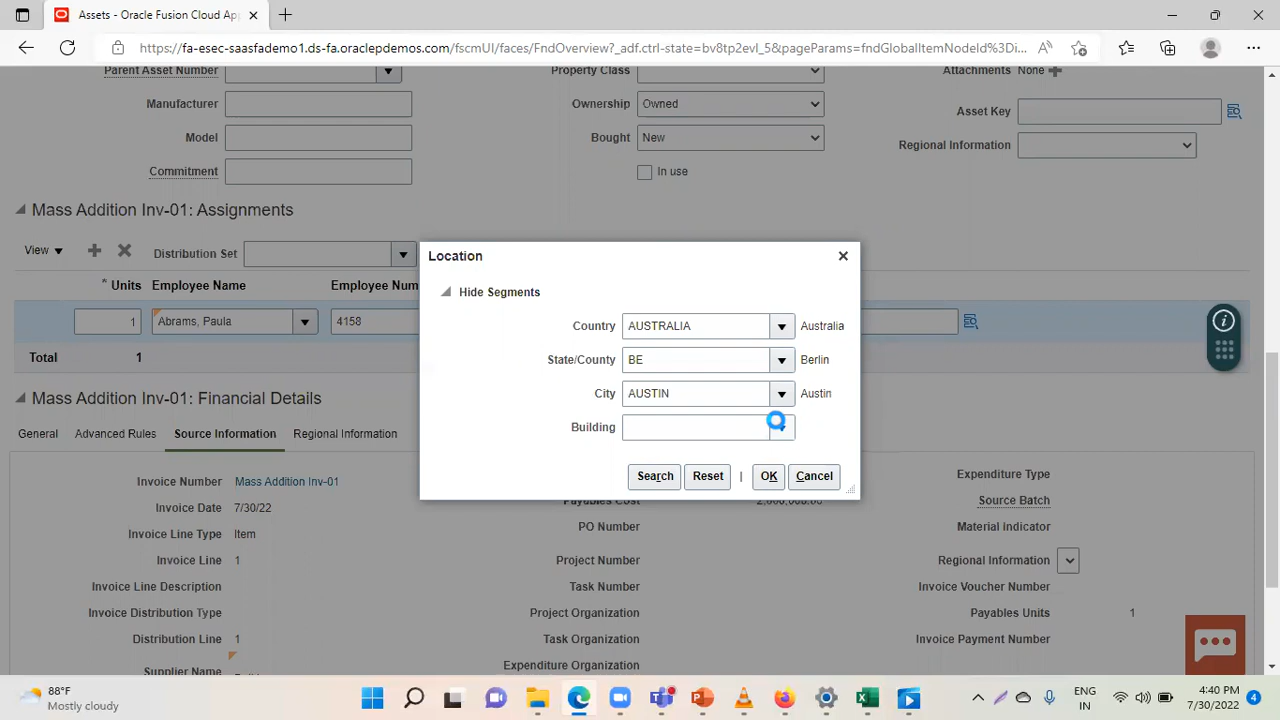 Assets - Oracle Fusion Cloud Ap
https://fa-esec-saasfademo1.ds-fa.oraclepdemos.com/fscmUI/faces/FndOverview?_adf.ctrl-state=bv8tp2evl_5&pageParams=fndGlobalItemNodeId%3Di...
Parent Asset Number
Property Class
Attachments None
Manufacturer
Ownership Owned
Asset Key
Model
Bought New
Regional Information
Commitment
In use
Mass Addition Inv-01: Assignments
View
Distribution Set
* Units Employee Name Employee Num
1 Abrams, Paula 4158
Total 1
Location
Hide Segments
Country AUSTRALIA Australia
State/County BE Berlin
City AUSTIN Austin
Building
Search Reset | OK Cancel
Mass Addition Inv-01: Financial Details
General Advanced Rules Source Information Regional Information
Invoice Number Mass Addition Inv-01
Invoice Date 7/30/22
Invoice Line Type Item
Invoice Line 1
Invoice Line Description
Invoice Distribution Type
Distribution Line 1
Supplier Name
Payables Cost
PO Number
Project Number
Task Number
Project Organization
Task Organization
Expenditure Organization
Expenditure Type
Source Batch
Material Indicator
Regional Information
Invoice Voucher Number
Payables Units 1
Invoice Payment Number
88°F
Mostly cloudy
ENG
IN
4:40 PM
7/30/2022
4